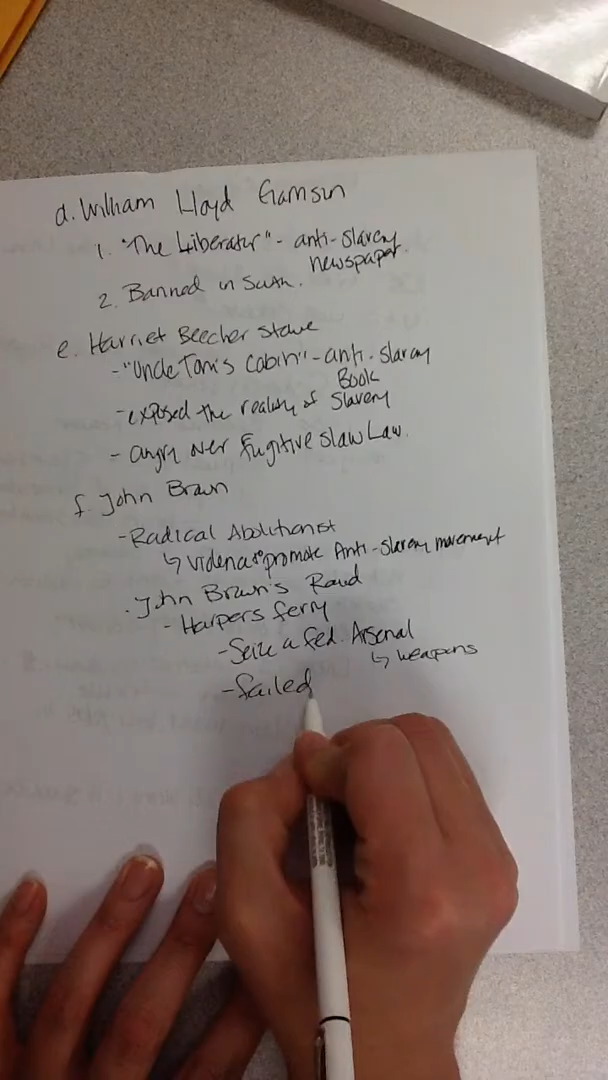 d. William Lloyd Garrison
1. "The Liberator" - anti-slavery
newspaper.
2. Banned in South.
e. Harriet Beecher Stowe
- "Uncle Tom's Cabin" - anti-slavery
Book
- exposed the reality of Slavery
- angry over Fugitive Slave Law.
f. John Brown
- Radical Abolitionist
↳ violence to promote Anti-slavery movement
. John Brown's Raid
- Harpers ferry
- Seize a fed. Arsenal
↳ weapons
- failed